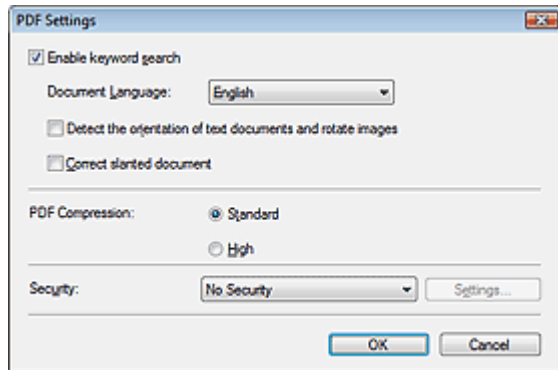 PDF Settings
Enable keyword search
Document Language: English
Detect the orientation of text documents and rotate images
Correct slanted document
PDF Compression: Standard
High
Security: No Security Settings...
OK Cancel